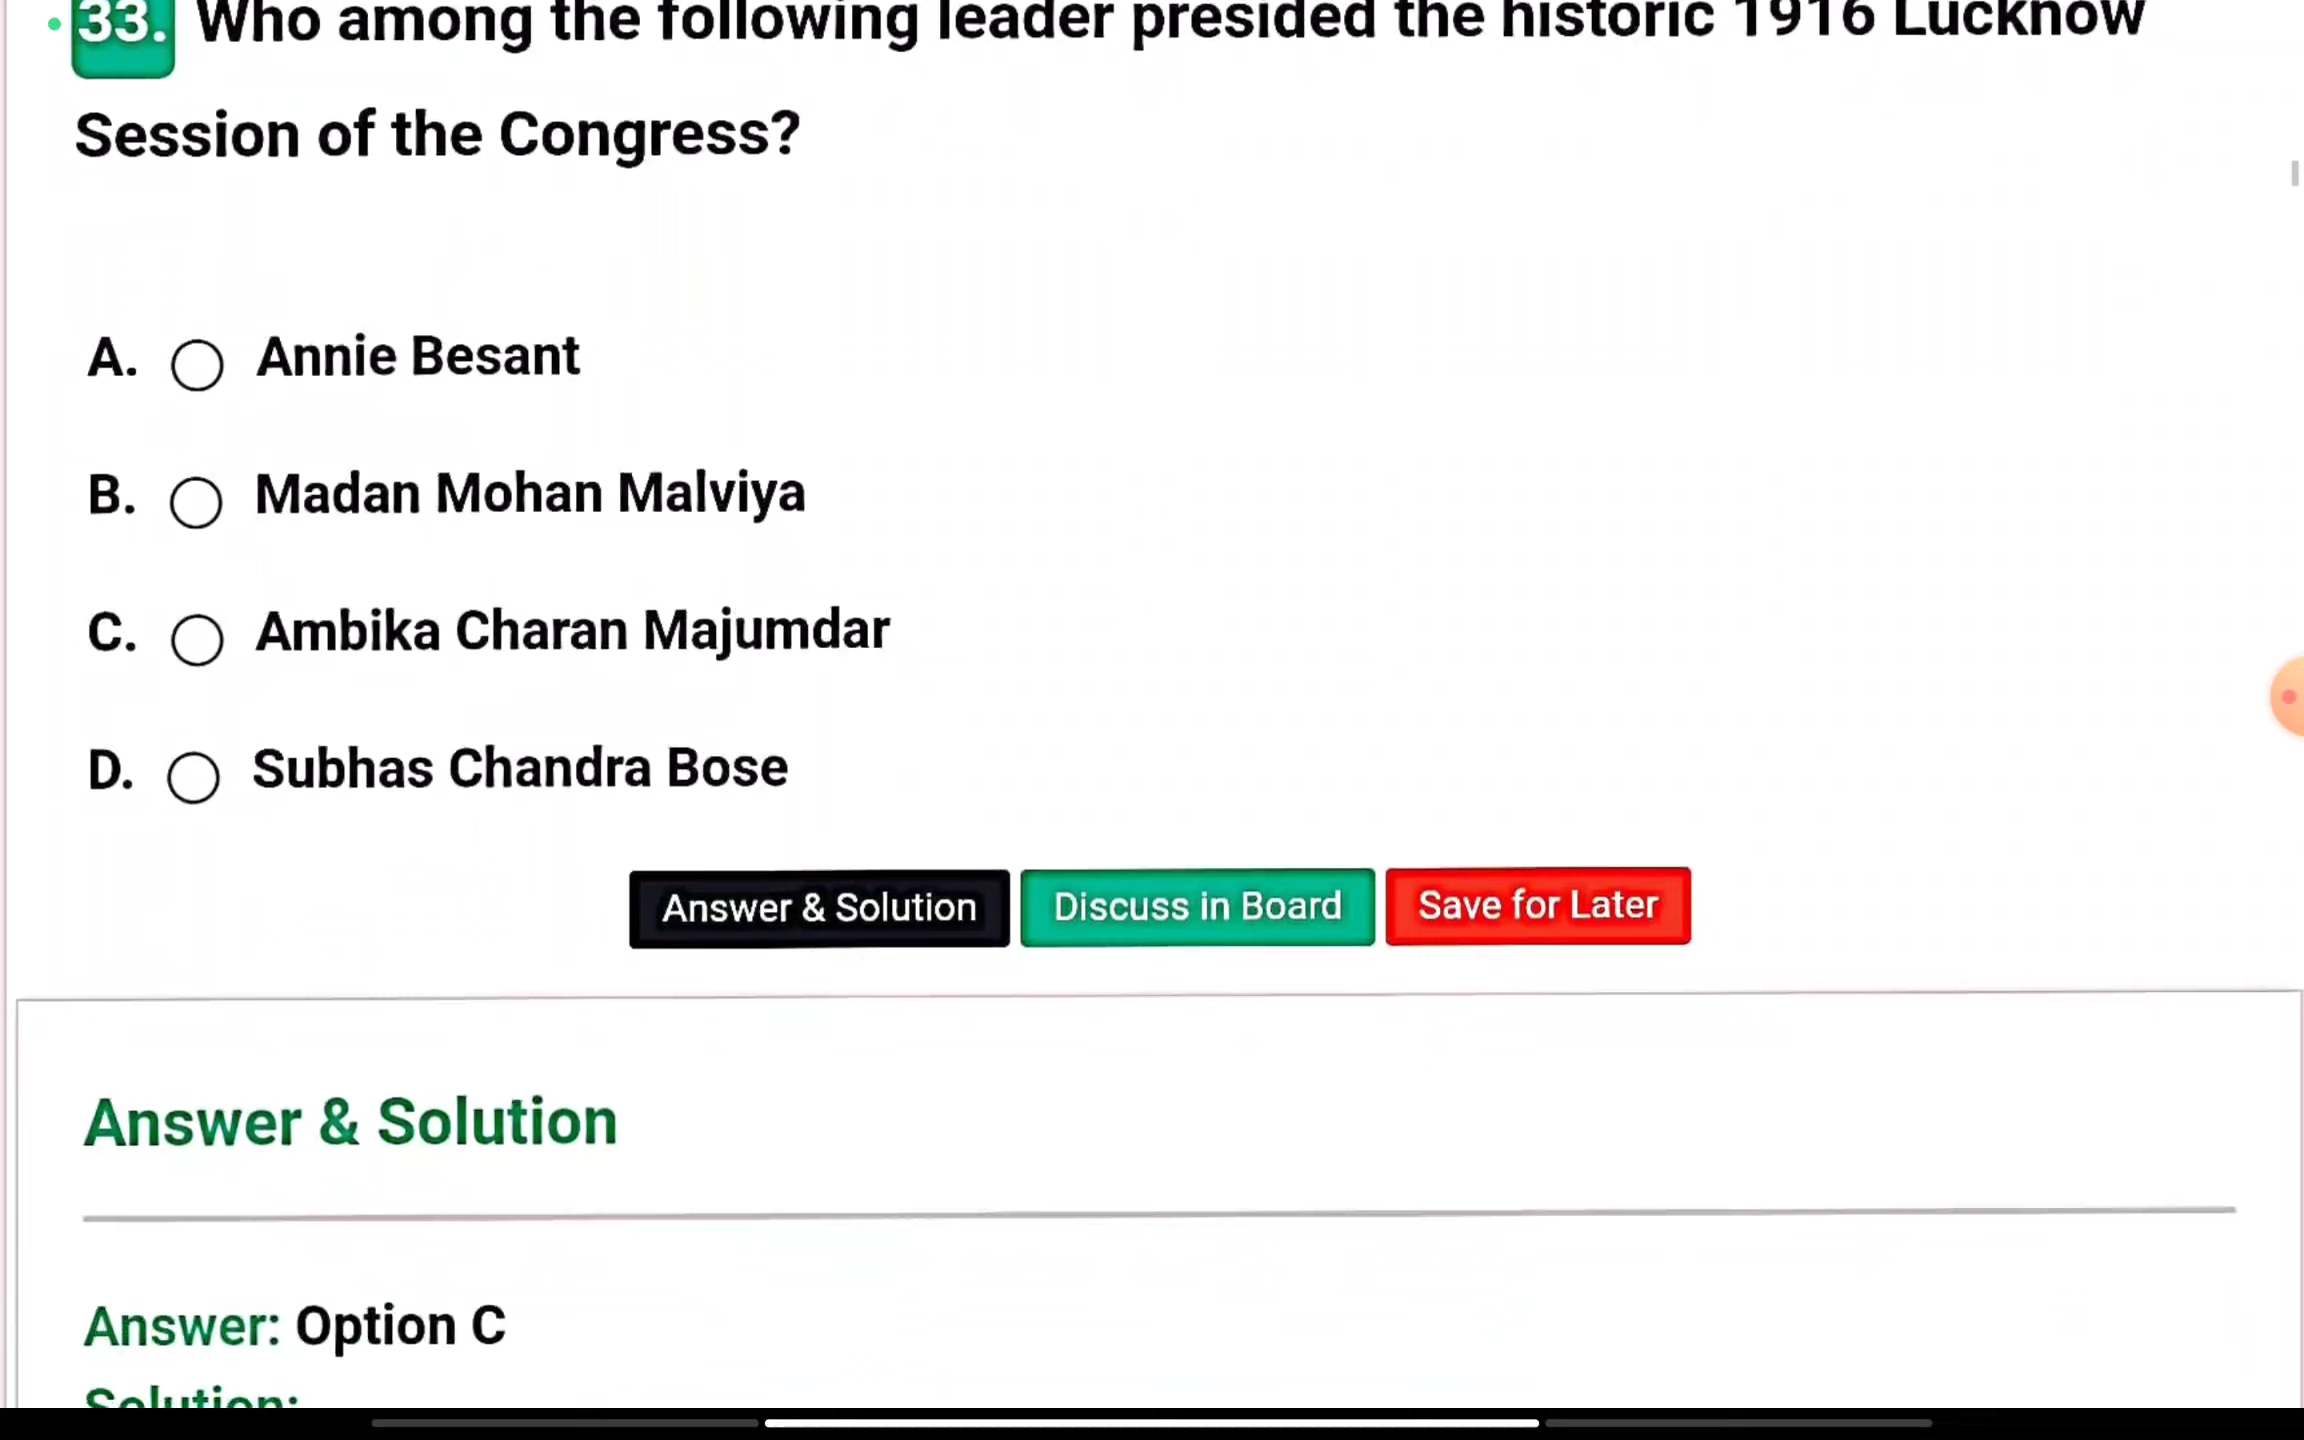 33. Who among the following leader presided the historic 1916 Lucknow
Session of the Congress?
A. Annie Besant
B. Madan Mohan Malviya
C. Ambika Charan Majumdar
D. Subhas Chandra Bose
Answer & Solution Discuss in Board Save for Later
Answer & Solution
Answer: Option C
Solution: